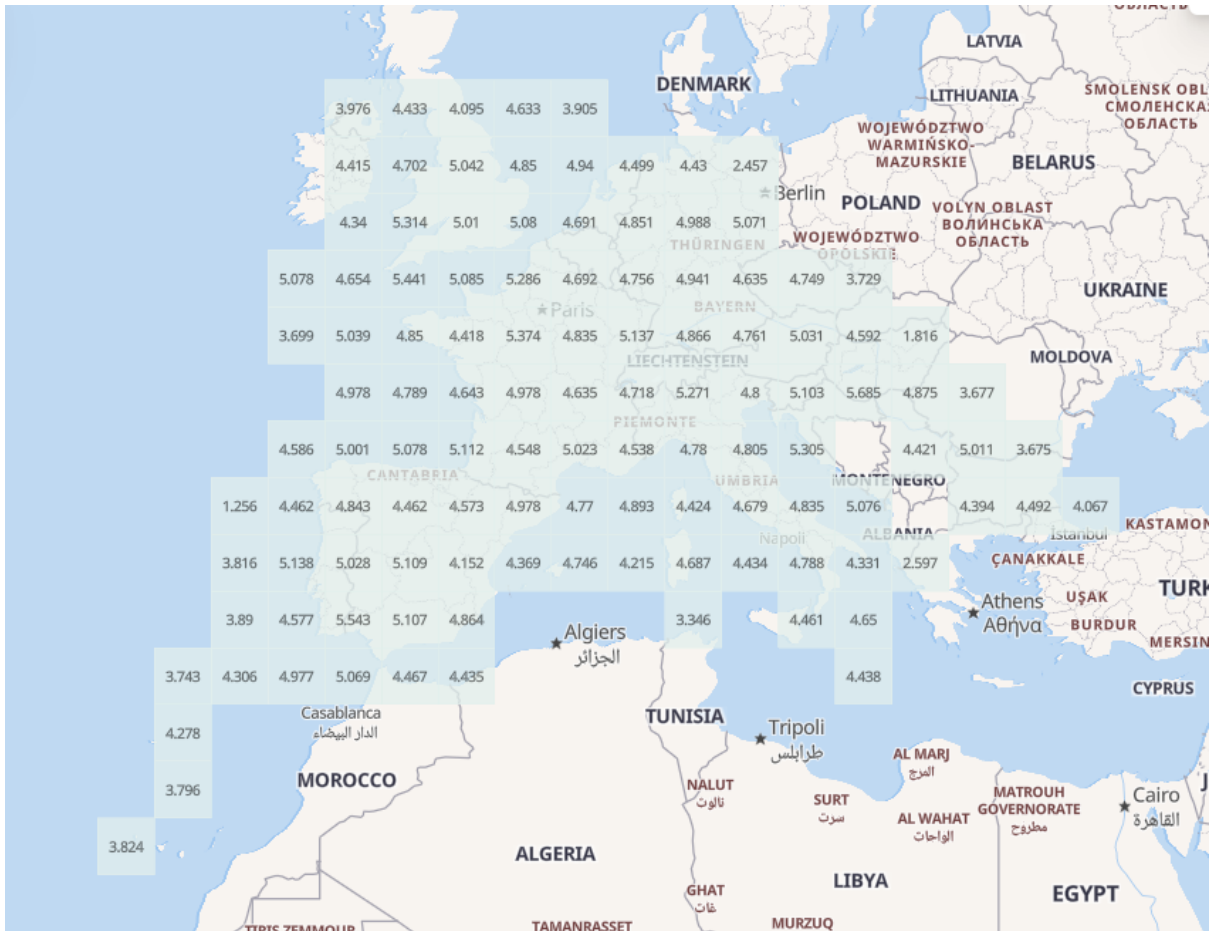 ОБЛАСТЬ
LATVIA
DENMARK
LITHUANIA
SMOLENSK OBL
СМОЛЕНСКА
ОБЛАСТЬ
3.976 4.433 4.095 4.633 3.905
WOJEWÓDZTWO
WARMIŃSKO-
MAZURSKIE
BELARUS
4.415 4.702 5.042 4.85 4.94 4.499 4.43 2.457
Berlin
POLAND
VOLYN OBLAST
ВОЛИНСЬКА
ОБЛАСТЬ
4.34 5.314 5.01 5.08 4.691 4.851 4.988 5.071
THÜRINGEN
WOJEWÓDZTWO
OPOLSKIE
5.078 4.654 5.441 5.085 5.286 4.692 4.756 4.941 4.635 4.749 3.729
UKRAINE
Paris
BAYERN
3.699 5.039 4.85 4.418 5.374 4.835 5.137 4.866 4.761 5.031 4.592 1.816
LIECHTENSTEIN
MOLDOVA
4.978 4.789 4.643 4.978 4.635 4.718 5.271 4.8 5.103 5.685 4.875 3.677
PIEMONTE
4.586 5.001 5.078 5.112 4.548 5.023 4.538 4.78 4.805 5.305 4.421 5.011 3.675
CANTABRIA
UMBRIA
MONTENEGRO
1.256 4.462 4.843 4.462 4.573 4.978 4.77 4.893 4.424 4.679 4.835 5.076 4.394 4.492 4.067
KASTAMON
Napoli
ALBANIA
İstanbul
3.816 5.138 5.028 5.109 4.152 4.369 4.746 4.215 4.687 4.434 4.788 4.331 2.597
ÇANAKKALE
TURK
UŞAK
Athens
Αθήνα
BURDUR
3.89 4.577 5.543 5.107 4.864 3.346 4.461 4.65
Algiers
الجزائر
MERSIN
3.743 4.306 4.977 5.069 4.467 4.435 4.438
CYPRUS
Casablanca
الدار البيضاء
TUNISIA
Tripoli
طرابلس
4.278
AL MARJ
المرج
MOROCCO
3.796
NALUT
نالوت
SURT
سرت
MATROUH
GOVERNORATE
مطروح
Cairo
القاهرة
AL WAHAT
الواحات
3.824
ALGERIA
LIBYA
EGYPT
GHAT
غات
TIRIS ZEMMOUR
TAMANRASSET
MURZUQ